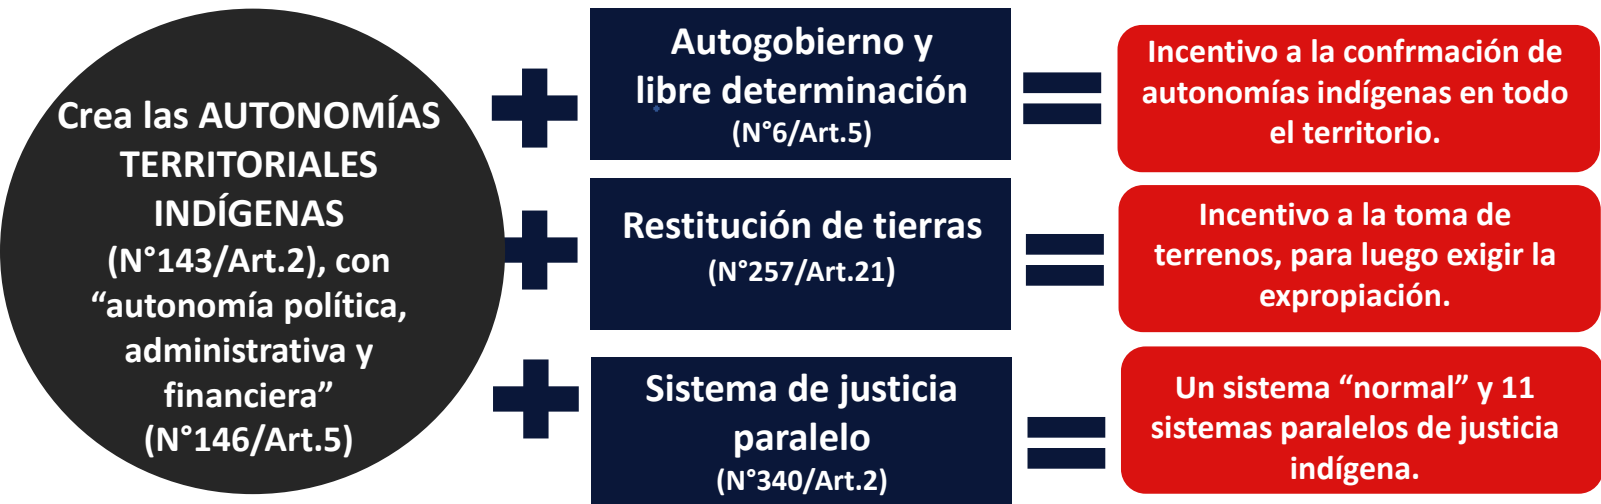 Crea las AUTONOMÍAS
TERRITORIALES
INDÍGENAS
(N°143/Art.2), con
“autonomía política,
administrativa y
financiera”
(N°146/Art.5)
Autogobierno y
libre determinación
(N°6/Art.5)
Incentivo a la confrmación de
autonomías indígenas en todo
el territorio.
Restitución de tierras
(N°257/Art.21)
Incentivo a la toma de
terrenos, para luego exigir la
expropiación.
Sistema de justicia
paralelo
(N°340/Art.2)
Un sistema “normal” y 11
sistemas paralelos de justicia
indígena.